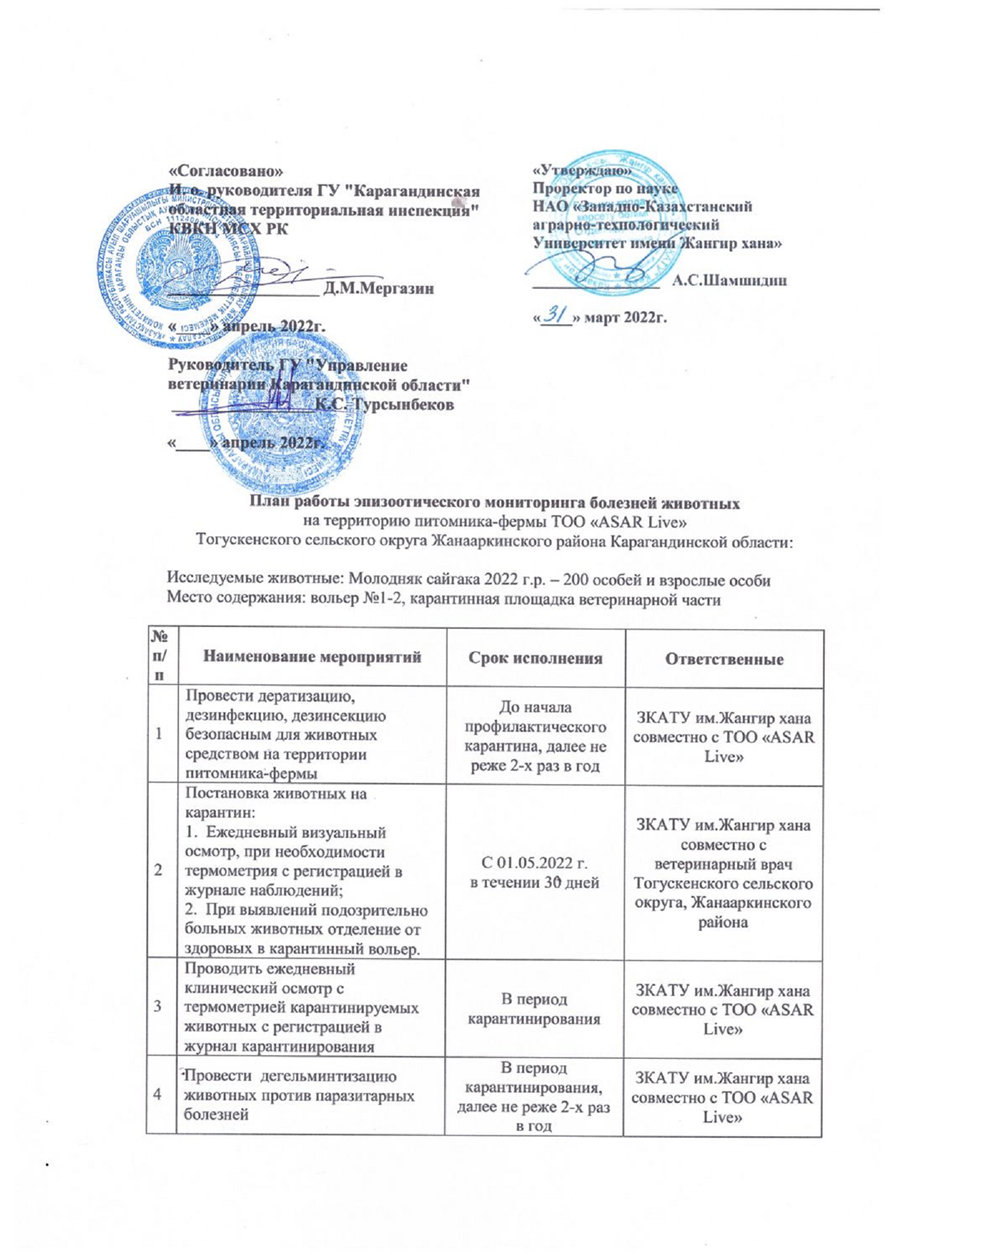 «Согласовано»
И. о. руководителя ГУ "Карагандинская
областная территориальная инспекция"
КВКН МСХ РК
Д.М.Мергазин
«____» апрель 2022г.
Руководитель ГУ "Управление
ветеринарии Карагандинской области"
К.С. Турсынбеков
«____» апрель 2022г.
«Утверждаю»
Проректор по науке
НАО «Западно-Казахстанский
аграрно-технологический
Университет имени Жангир хана»
А.С.Шамшидин
«31» март 2022г.
План работы эпизоотического мониторинга болезней животных
на территорию питомника-фермы ТОО «ASAR Live»
Тогускенского сельского округа Жанааркинского района Карагандинской области:
Исследуемые животные: Молодняк сайгака 2022 г.р. – 200 особей и взрослые особи
Место содержания: вольер №1-2, карантинная площадка ветеринарной части
№
п/
п
Наименование мероприятий
Срок исполнения
Ответственные
1
Провести дератизацию,
дезинфекцию, дезинсекцию
безопасным для животных
средством на территории
питомника-фермы
До начала
профилактического
карантина, далее не
реже 2-х раз в год
ЗКАТУ им.Жангир хана
совместно с ТОО «ASAR
Live»
2
Постановка животных на
карантин:
1. Ежедневный визуальный
осмотр, при необходимости
термометрия с регистрацией в
журнале наблюдений;
2. При выявлений подозрительно
больных животных отделение от
здоровых в карантинный вольер.
С 01.05.2022 г.
в течении 30 дней
ЗКАТУ им.Жангир хана
совместно с
ветеринарный врач
Тогускенского сельского
округа, Жанааркинского
района
3
Проводить ежедневный
клинический осмотр с
термометрией карантинируемых
животных с регистрацией в
журнал карантинирования
В период
карантинирования
ЗКАТУ им.Жангир хана
совместно с ТОО «ASAR
Live»
4
Провести дегельминтизацию
животных против паразитарных
болезней
В период
карантинирования,
далее не реже 2-х раз
в год
ЗКАТУ им.Жангир хана
совместно с ТОО «ASAR
Live»